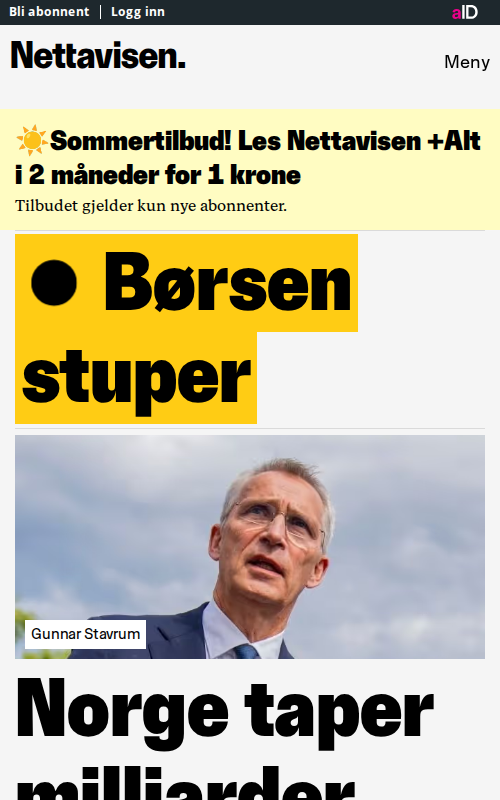 Bli abonnent | Logg inn
aID
Nettavisen.
Meny
☀️Sommertilbud! Les Nettavisen +Alt
i 2 måneder for 1 krone
Tilbudet gjelder kun nye abonnenter.
● Børsen
stuper
Gunnar Stavrum
Norge taper
milliarder